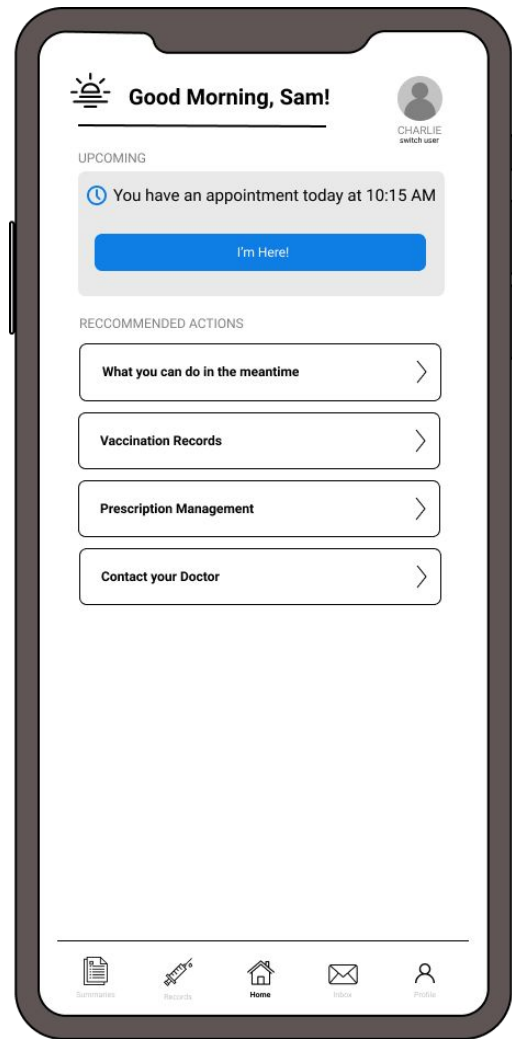 Good Morning, Sam!
CHARLIE
switch user
UPCOMING
You have an appointment today at 10:15 AM
I'm Here!
RECCOMMENDED ACTIONS
What you can do in the meantime
Vaccination Records
Prescription Management
Contact your Doctor
Summaries
Records
Home
Inbox
Profile